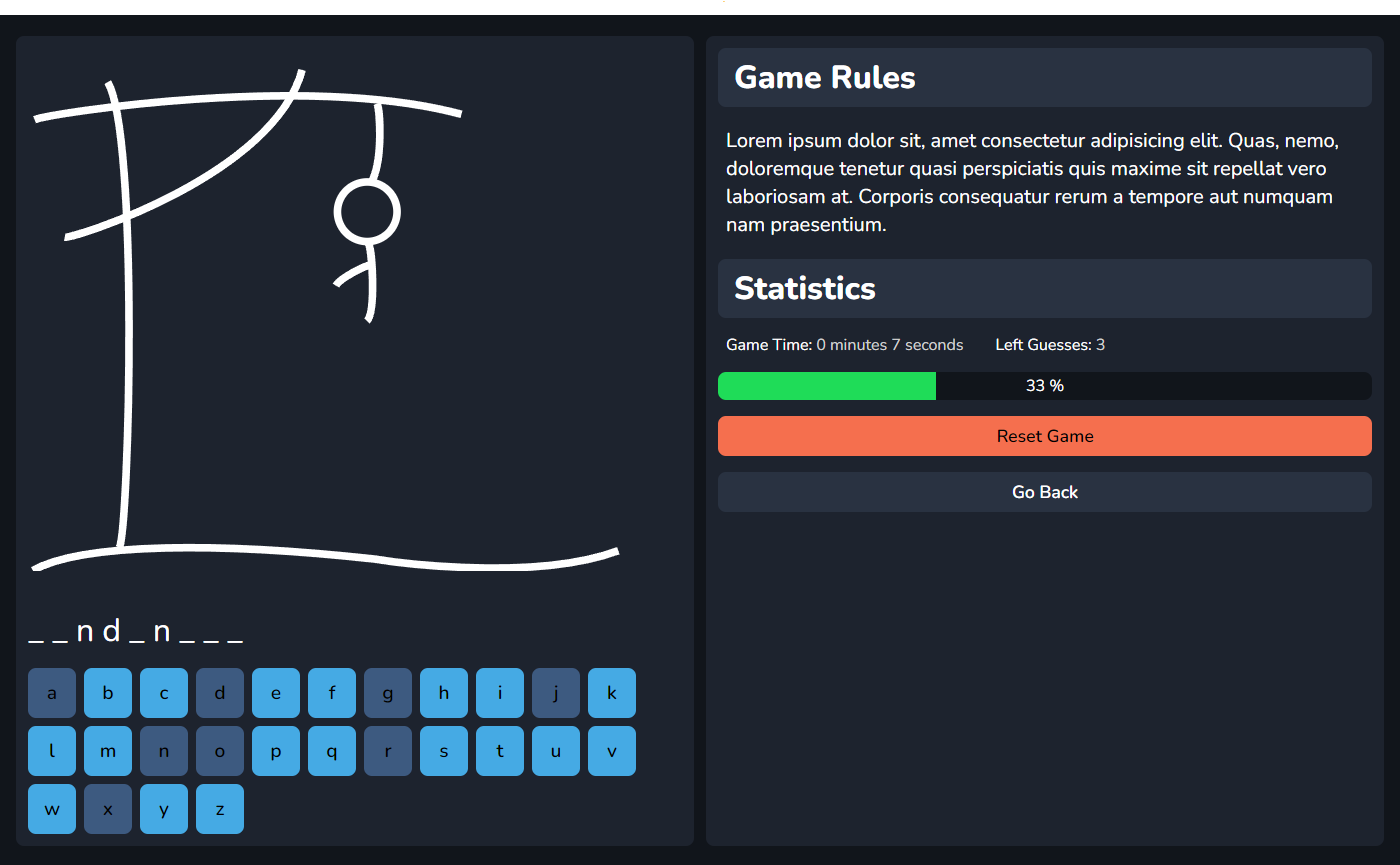 _ _ n d _ n _ _ _
a b c d e f g h i j k
l m n o p q r s t u v
w x y z
Game Rules
Lorem ipsum dolor sit, amet consectetur adipisicing elit. Quas, nemo,
doloremque tenetur quasi perspiciatis quis maxime sit repellat vero
laboriosam at. Corporis consequatur rerum a tempore aut numquam
nam praesentium.
Statistics
Game Time: 0 minutes 7 seconds Left Guesses: 3
33 %
Reset Game
Go Back